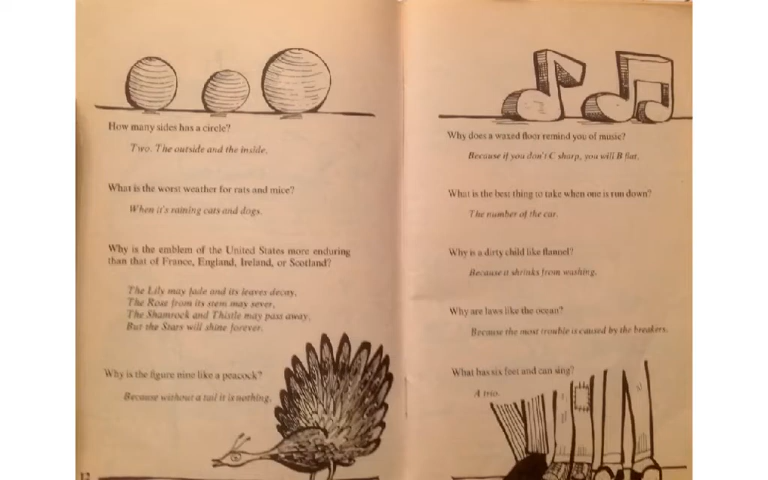 How many sides has a circle?
Two. The outside and the inside.
What is the worst weather for rats and mice?
When it's raining cats and dogs.
Why is the emblem of the United States more enduring
than that of France, England, Ireland, or Scotland?
The Lily may fade and its leaves decay,
The Rose from its stem may sever,
The Shamrock and Thistle may pass away,
But the Stars will shine forever.
Why is the figure nine like a peacock?
Because without a tail it is nothing.
12
Why does a waxed floor remind you of music?
Because if you don't C sharp, you will B flat.
What is the best thing to take when one is run down?
The number of the car.
Why is a dirty child like flannel?
Because it shrinks from washing.
Why are laws like the ocean?
Because the most trouble is caused by the breakers.
What has six feet and can sing?
A trio.